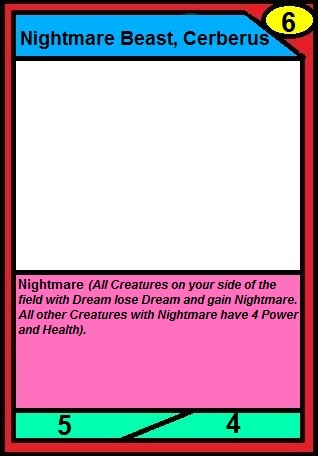 Nightmare Beast, Cerberus
6
Nightmare (All Creatures on your side of the
field with Dream lose Dream and gain Nightmare.
All other Creatures with Nightmare have 4 Power
and Health).
5
4